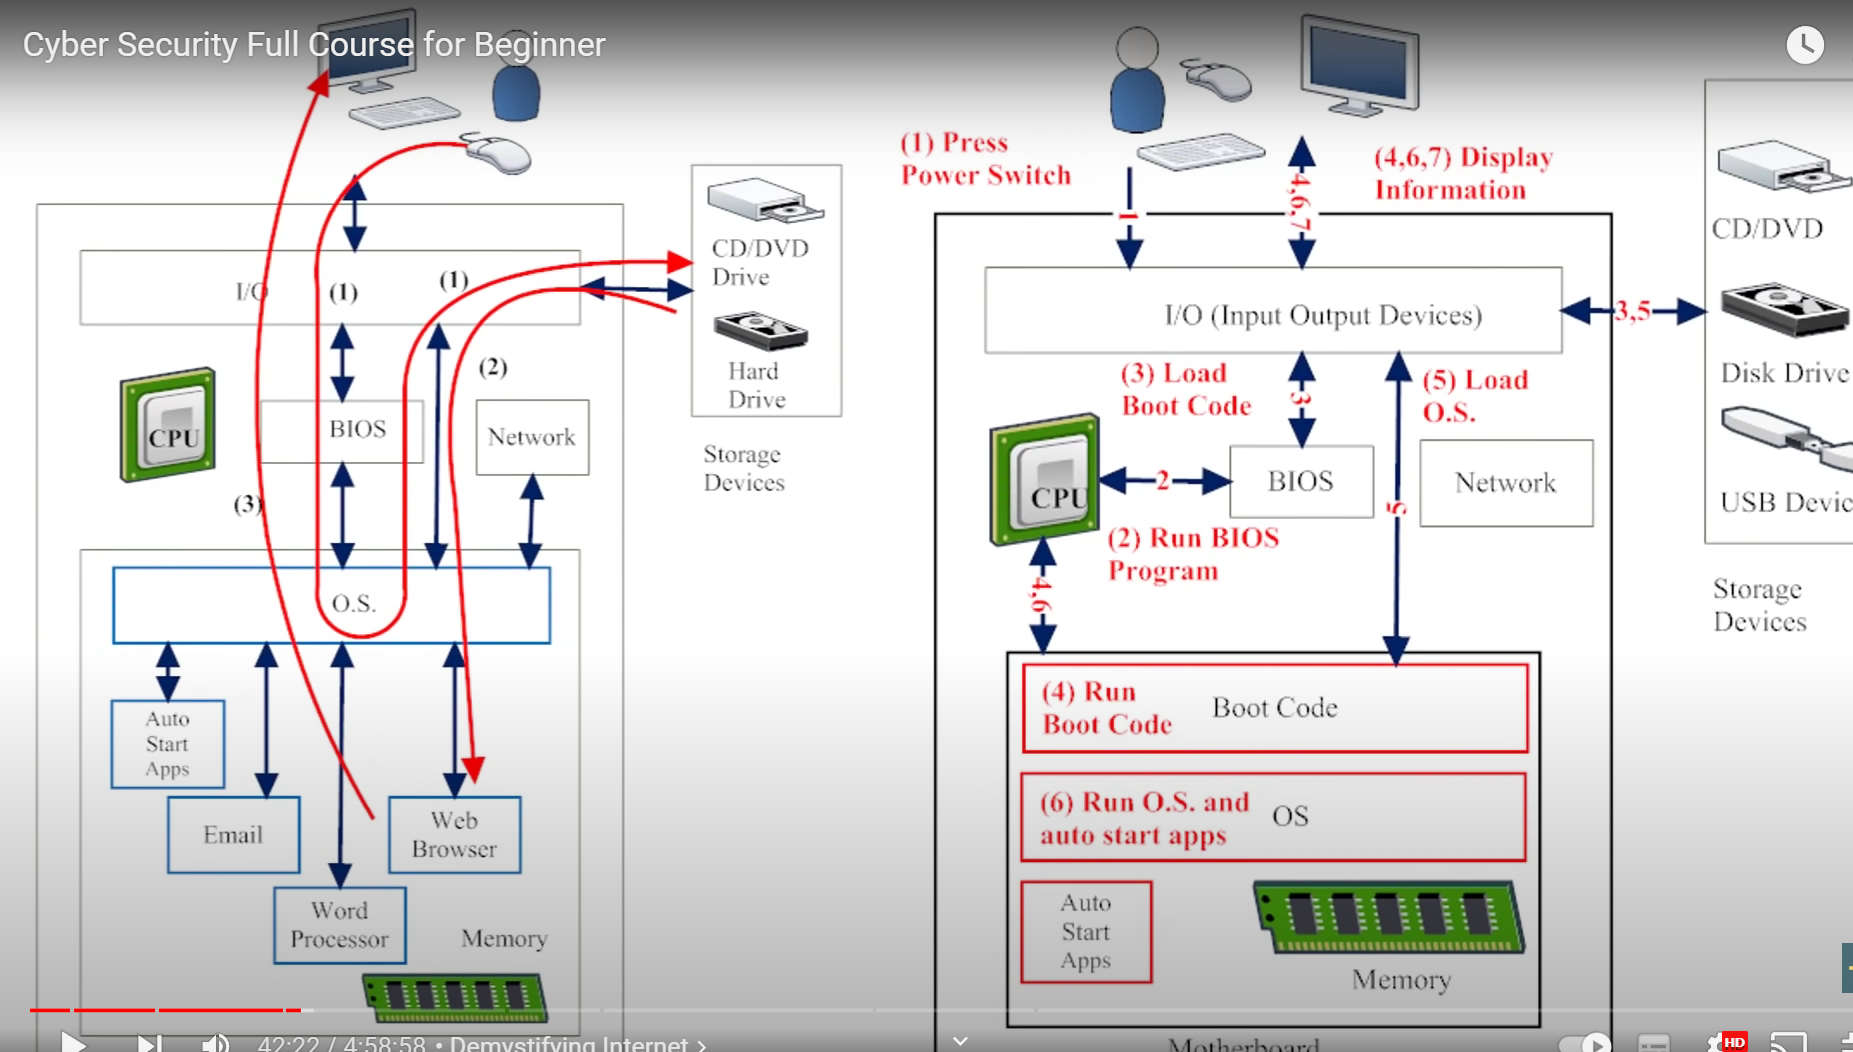 Cyber Security Full Course for Beginner
I/O
(1)
(1)
(2)
(3)
CPU
BIOS
Network
CD/DVD
Drive
Hard
Drive
Storage
Devices
O.S.
Auto
Start
Apps
Email
Web
Browser
Word
Processor
Memory
(1) Press
Power Switch
1
4,6,7
(4,6,7) Display
Information
I/O (Input Output Devices)
3,5
CD/DVD
Disk Drive
USB Devic
Storage
Devices
(3) Load
Boot Code
3
(5) Load
O.S.
5
CPU
2
BIOS
Network
(2) Run BIOS
Program
4,6
(4) Run
Boot Code
Boot Code
(6) Run O.S. and
auto start apps
OS
Auto
Start
Apps
Memory
Motherboard
42:22 / 4:58:58 • Demystifying Internet >
HD